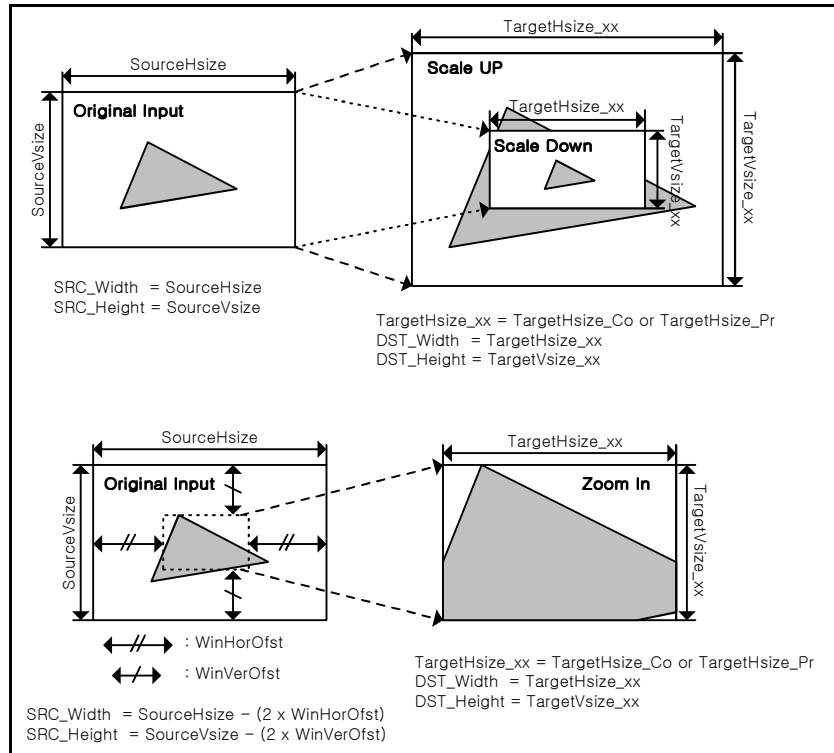 SourceHsize
SourceVsize
Original Input
TargetHsize_xx
Scale UP
TargetHsize_xx
Scale Down
TargetVsize_xx
TargetVsize_xx
SRC_Width = SourceHsize
SRC_Height = SourceVsize
TargetHsize_xx = TargetHsize_Co or TargetHsize_Pr
DST_Width = TargetHsize_xx
DST_Height = TargetVsize_xx
SourceHsize
SourceVsize
Original Input
TargetHsize_xx
Zoom In
TargetVsize_xx
: WinHorOfst
: WinVerOfst
SRC_Width = SourceHsize - (2 x WinHorOfst)
SRC_Height = SourceVsize - (2 x WinVerOfst)
TargetHsize_xx = TargetHsize_Co or TargetHsize_Pr
DST_Width = TargetHsize_xx
DST_Height = TargetVsize_xx